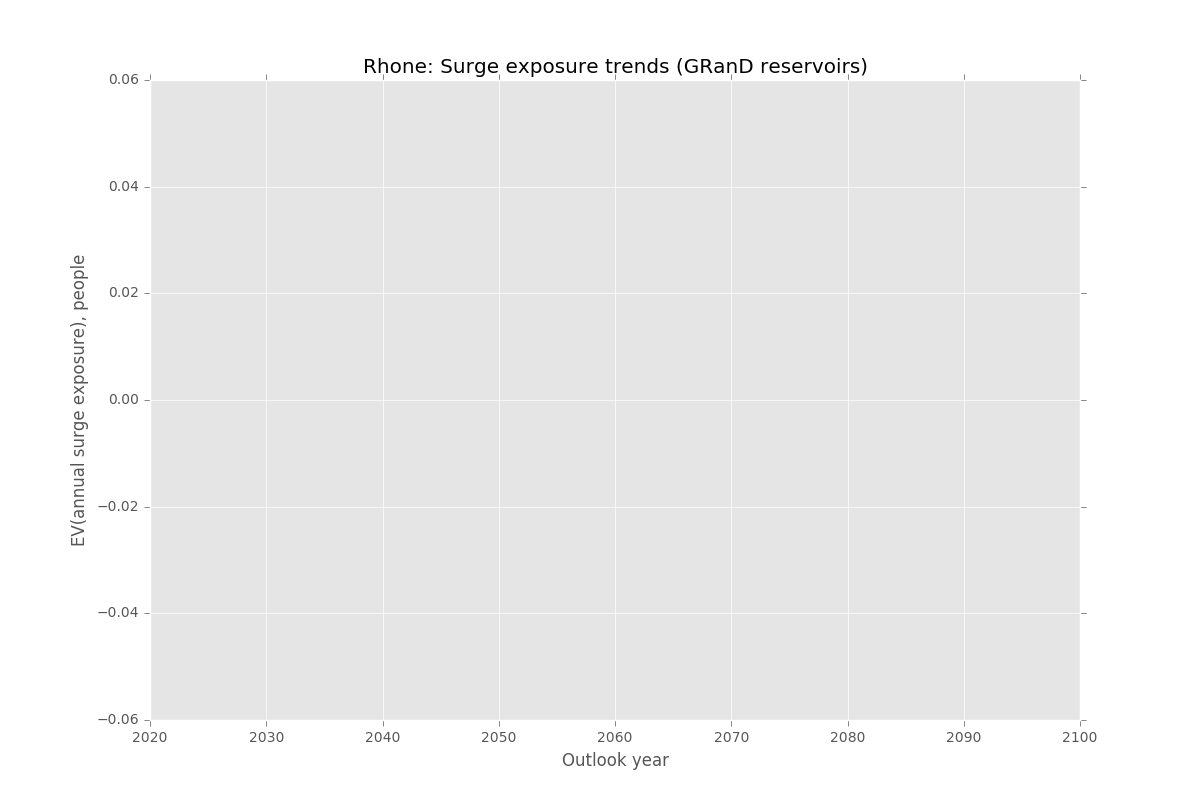 Rhone: Surge exposure trends (GRanD reservoirs)
0.06
0.04
0.02
0.00
−0.02
−0.04
−0.06
EV(annual surge exposure), people
2020 2030 2040 2050 2060 2070 2080 2090 2100
Outlook year